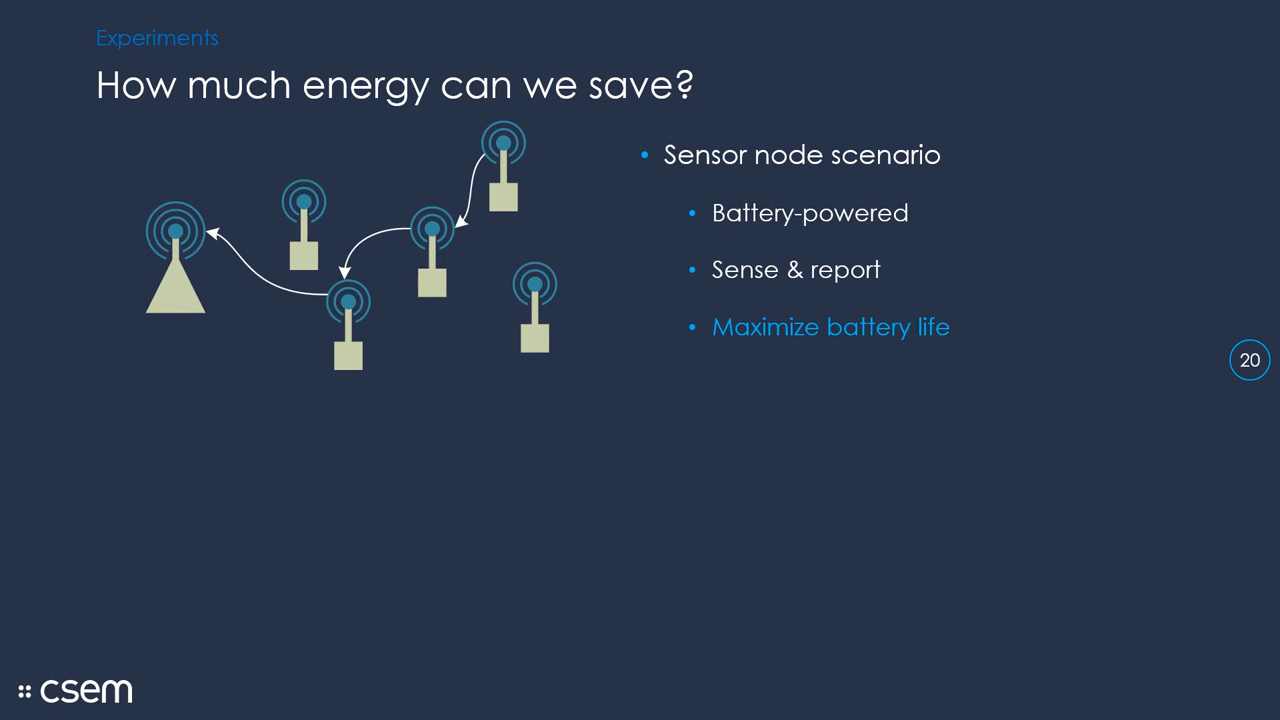 Experiments
How much energy can we save?
• Sensor node scenario
• Battery-powered
• Sense & report
• Maximize battery life
20
csem